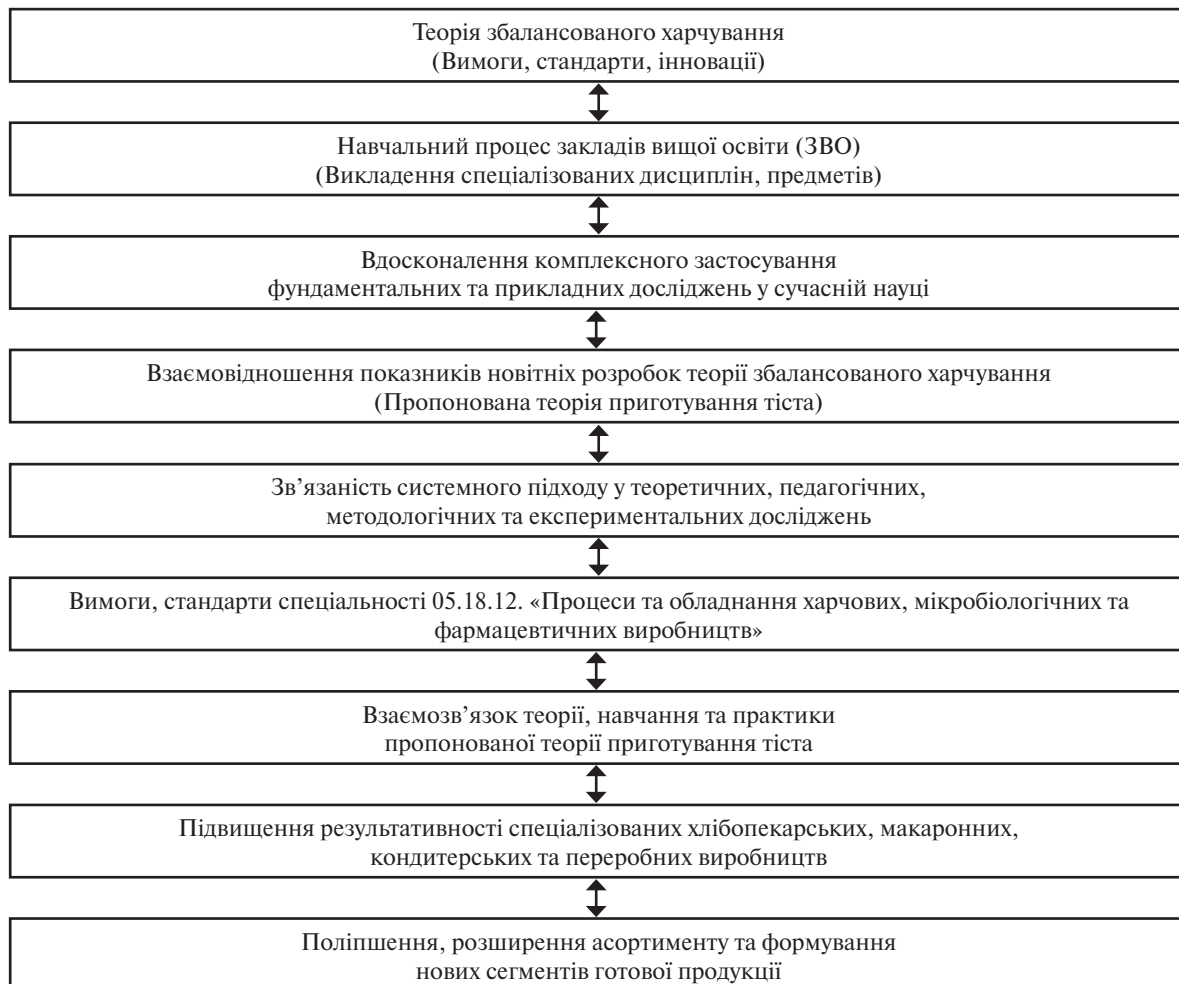 Теорія збалансованого харчування
(Вимоги, стандарти, інновації)
Навчальний процес закладів вищої освіти (ЗВО)
(Викладення спеціалізованих дисциплін, предметів)
Вдосконалення комплексного застосування
фундаментальних та прикладних досліджень у сучасній науці
Взаємовідношення показників новітніх розробок теорії збалансованого харчування
(Пропонована теорія приготування тіста)
Зв’язаність системного підходу у теоретичних, педагогічних,
методологічних та експериментальних досліджень
Вимоги, стандарти спеціальності 05.18.12. «Процеси та обладнання харчових, мікробіологічних та
фармацевтичних виробництв»
Взаємозв’язок теорії, навчання та практики
пропонованої теорії приготування тіста
Підвищення результативності спеціалізованих хлібопекарських, макаронних,
кондитерських та переробних виробництв
Поліпшення, розширення асортименту та формування
нових сегментів готової продукції